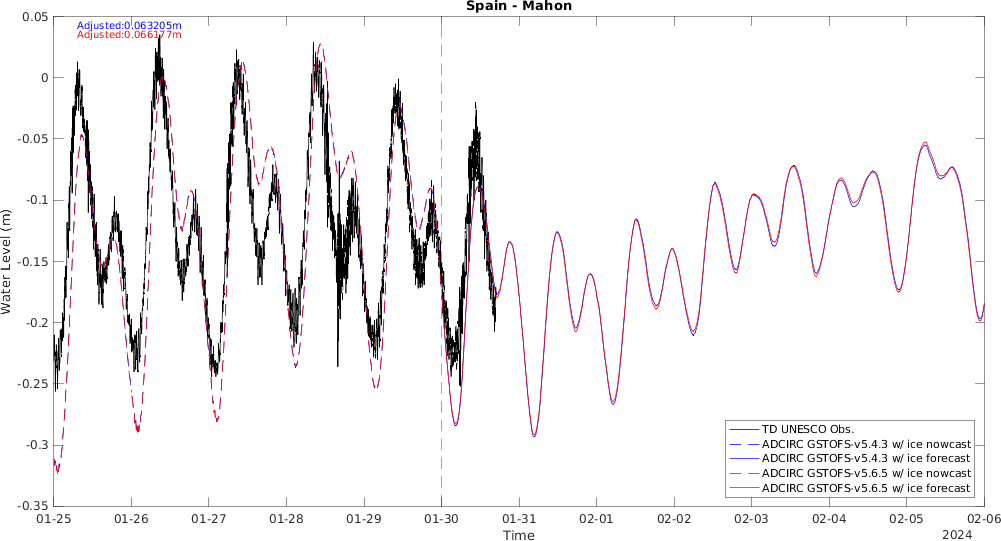 Spain - Mahon
Adjusted:0.063205m
Adjusted:0.066177m
Water Level (m)
0.05
0
-0.05
-0.1
-0.15
-0.2
-0.25
-0.3
-0.35
TD UNESCO Obs.
ADCIRC GSTOFS-v5.4.3 w/ ice nowcast
ADCIRC GSTOFS-v5.4.3 w/ ice forecast
ADCIRC GSTOFS-v5.6.5 w/ ice nowcast
ADCIRC GSTOFS-v5.6.5 w/ ice forecast
01-25 01-26 01-27 01-28 01-29 01-30 01-31 02-01 02-02 02-03 02-04 02-05 02-06
Time
2024